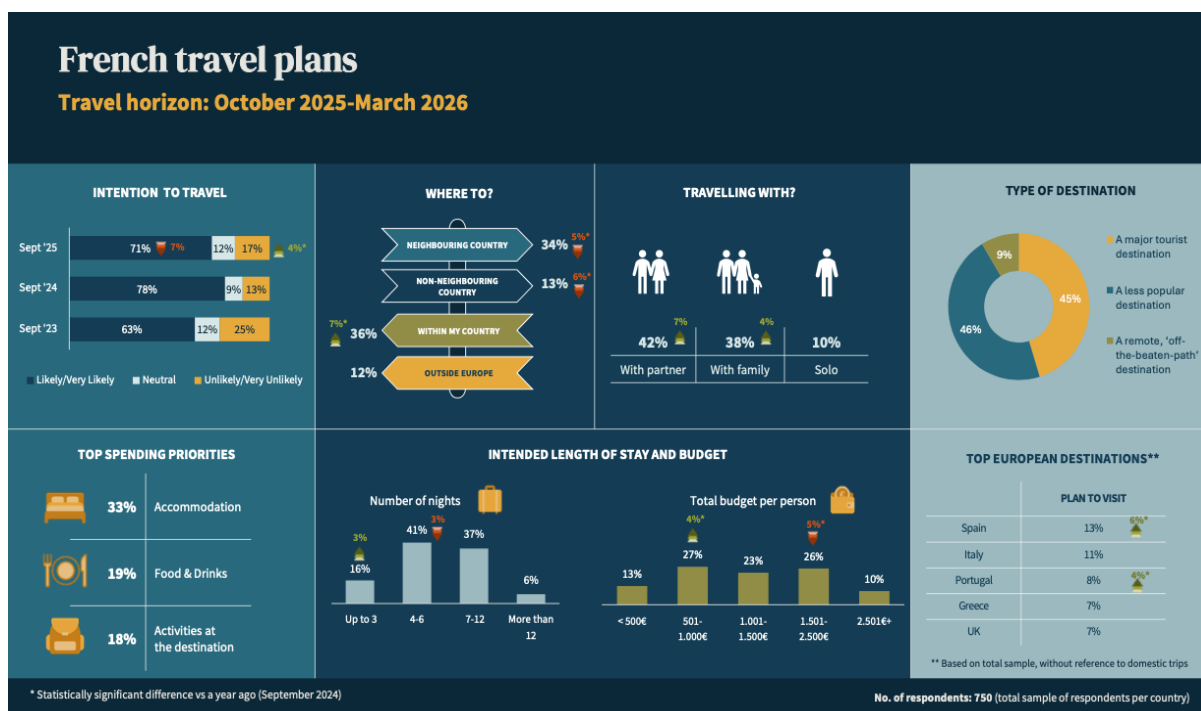 French travel plans
Travel horizon: October 2025-March 2026
INTENTION TO TRAVEL
Sept '25
71%
7%
12%
17%
4%*
Sept '24
78%
9%
13%
Sept '23
63%
12%
25%
Likely/Very Likely
Neutral
Unlikely/Very Unlikely
WHERE TO?
NEIGHBOURING COUNTRY
34%
5%*
NON-NEIGHBOURING
COUNTRY
13%
6%*
7%*
36%
WITHIN MY COUNTRY
12%
OUTSIDE EUROPE
TRAVELLING WITH?
7%
42%
With partner
4%
38%
With family
10%
Solo
TYPE OF DESTINATION
9%
45%
46%
A major tourist
destination
A less popular
destination
A remote, 'off-
the-beaten-path'
destination
TOP SPENDING PRIORITIES
33%
Accommodation
19%
Food & Drinks
18%
Activities at
the destination
INTENDED LENGTH OF STAY AND BUDGET
Number of nights
3%
16%
41%
3%
37%
6%
Up to 3
4-6
7-12
More than
12
Total budget per person
13%
4%*
27%
23%
5%*
26%
10%
<500€
501-
1.000€
1.001-
1.500€
1.501-
2.500€
2.501€+
TOP EUROPEAN DESTINATIONS**
PLAN TO VISIT
Spain
13%
6%*
Italy
11%
Portugal
8%
4%*
Greece
7%
UK
7%
** Based on total sample, without reference to domestic trips
* Statistically significant difference vs a year ago (September 2024)
No. of respondents: 750 (total sample of respondents per country)